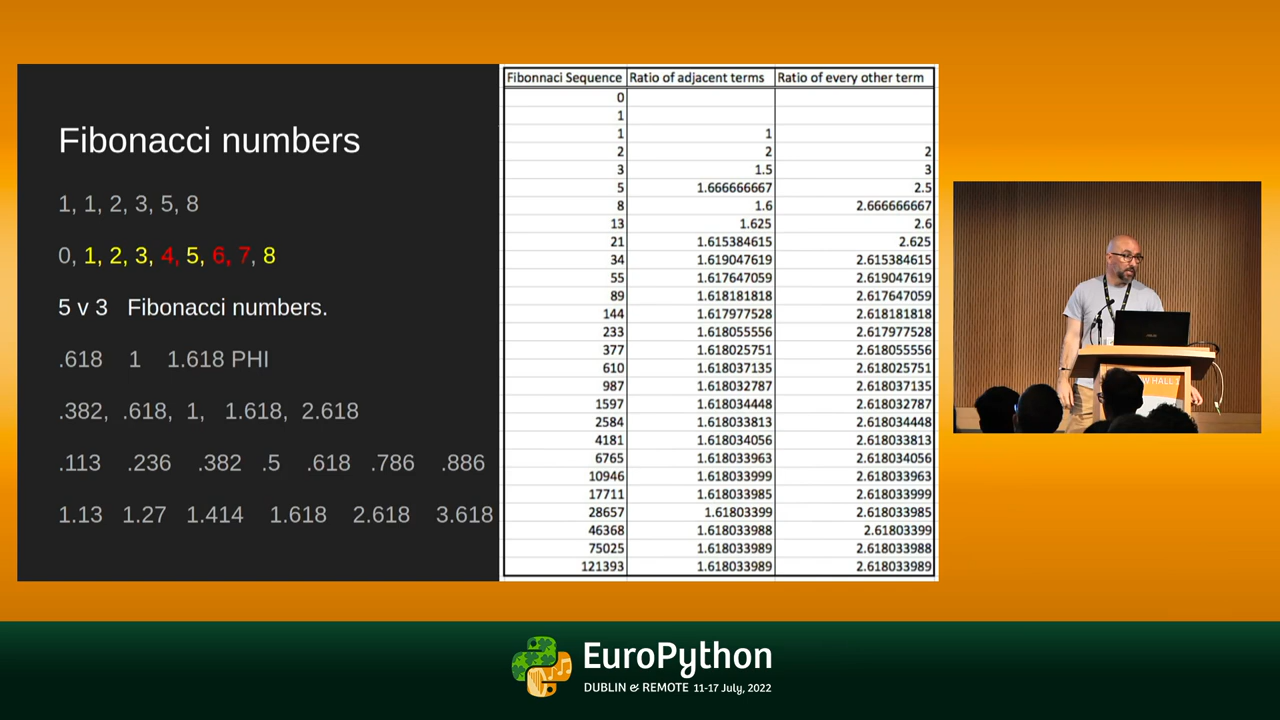 Fibonacci numbers
1, 1, 2, 3, 5, 8
0, 1, 2, 3, 4, 5, 6, 7, 8
5 v 3 Fibonacci numbers.
.618 1 1.618 PHI
.382, .618, 1, 1.618, 2.618
.113 .236 .382 .5 .618 .786 .886
1.13 1.27 1.414 1.618 2.618 3.618
Fibonnaci Sequence Ratio of adjacent terms Ratio of every other term
0
1
1 1
2 2 2
3 1.5 3
5 1.666666667 2.5
8 1.6 2.666666667
13 1.625 2.6
21 1.615384615 2.625
34 1.619047619 2.615384615
55 1.617647059 2.619047619
89 1.618181818 2.617647059
144 1.617977528 2.618181818
233 1.618055556 2.617977528
377 1.618025751 2.618055556
610 1.618037135 2.618025751
987 1.618032787 2.618037135
1597 1.618034448 2.618032787
2584 1.618033813 2.618034448
4181 1.618034056 2.618033813
6765 1.618033963 2.618034056
10946 1.618033999 2.618033963
17711 1.618033985 2.618033999
28657 1.61803399 2.618033985
46368 1.618033988 2.61803399
75025 1.618033989 2.618033988
121393 1.618033989 2.618033989
HALL
EuroPython
DUBLIN & REMOTE 11-17 July, 2022